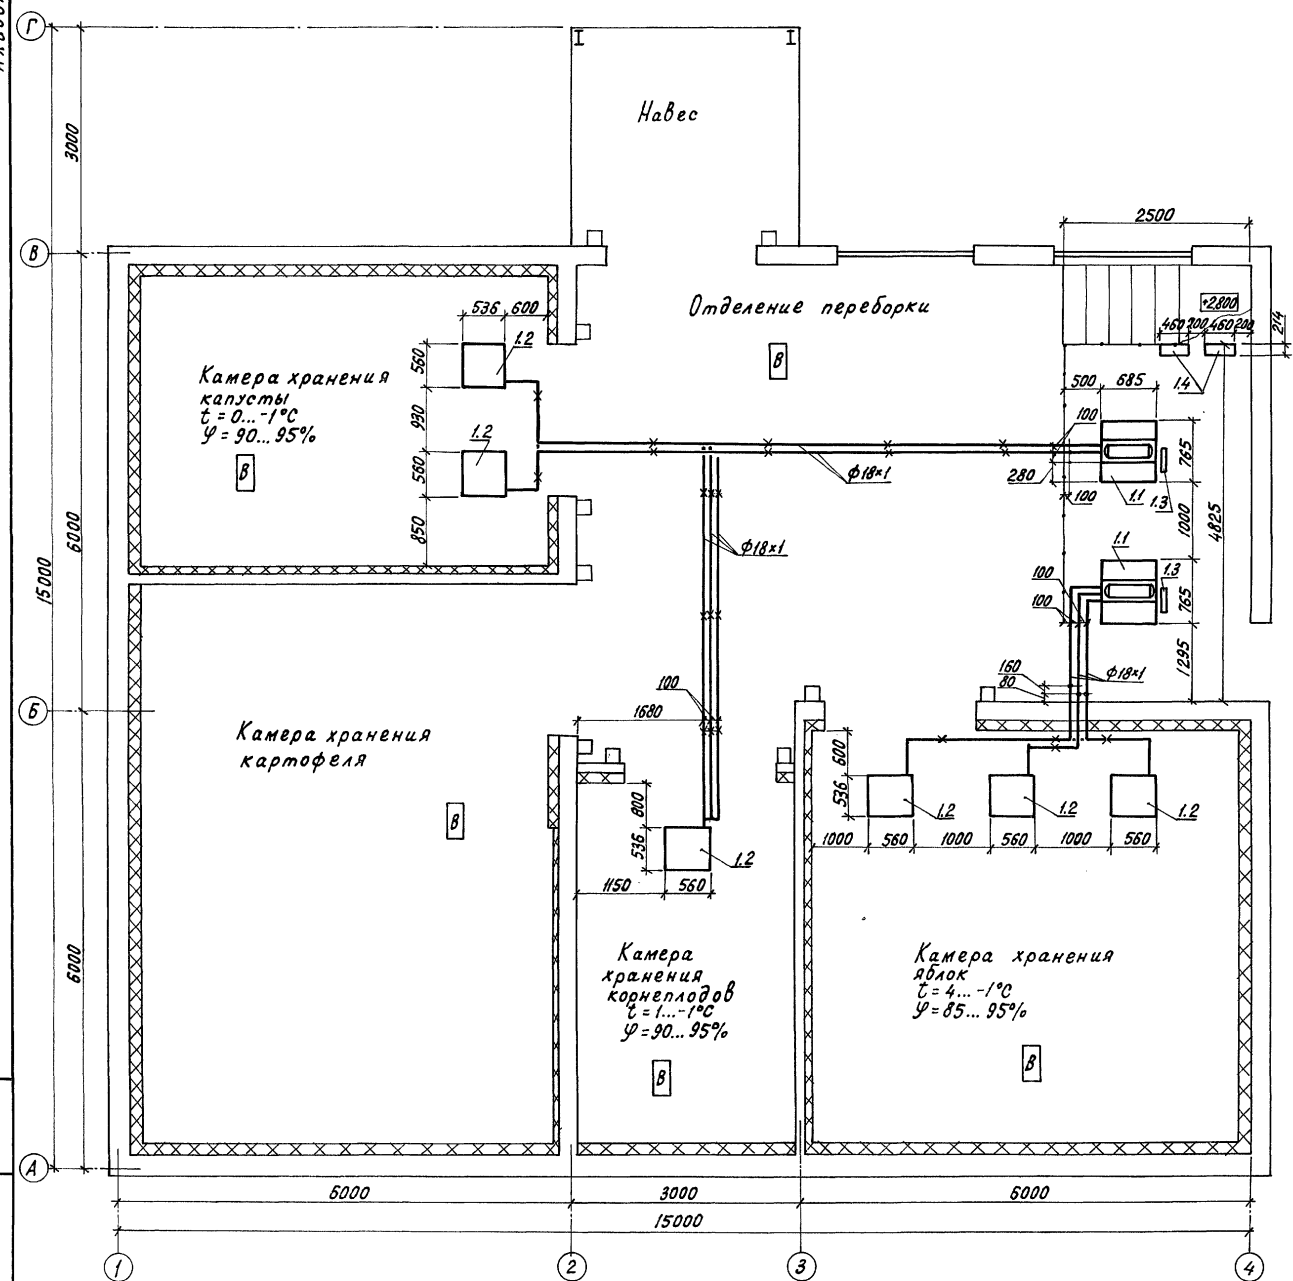 Г
3000
Навес
В
2500
Отделение переборки
+2,800
460 200 460 200
214
536 600
1.2
560
Камера хранения
капусты
t = 0... -1°С
φ = 90... 95%
В
930
1.2
560
850
В
1.4
500 685
100
Ф18×1
280
100
765
1.1
1.3
1000
4825
6000
15000
Ф18×1
1.1
1.3
100
100
765
1295
160
80
Ф18×1
Б
Камера хранения
картофеля
В
100
1680
800
536
1.2
1150 560
600
536
1.2
1.2
1.2
1000 560 1000 560 1000 560
6000
Камера
хранения
корнеплодов
t = 1...-1°С
φ = 90... 95%
В
Камера хранения
яблок
t = 4... -1°С
φ = 85... 95%
В
А
6000 3000 6000
15000
1 2 3 4